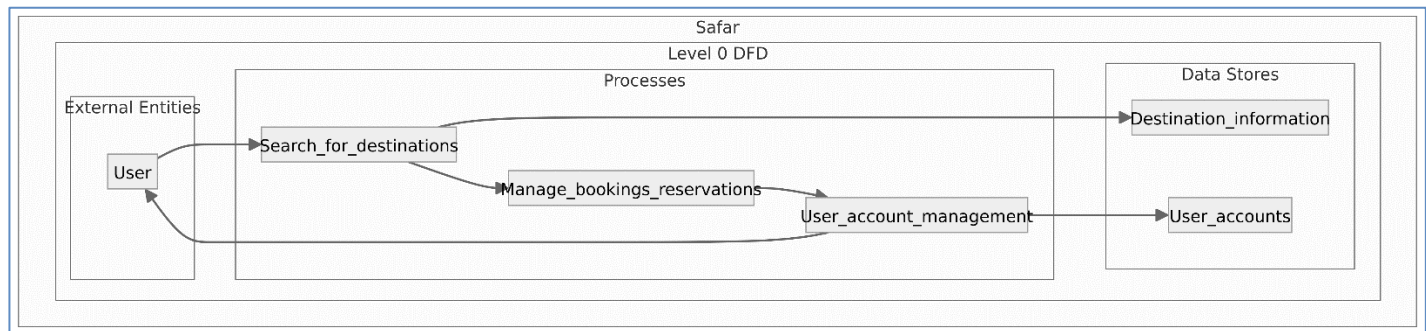 Safar
Level 0 DFD
Processes
Data Stores
External Entities
Destination_information
Search_for_destinations
User
Manage_bookings_reservations
User_account_management
User_accounts